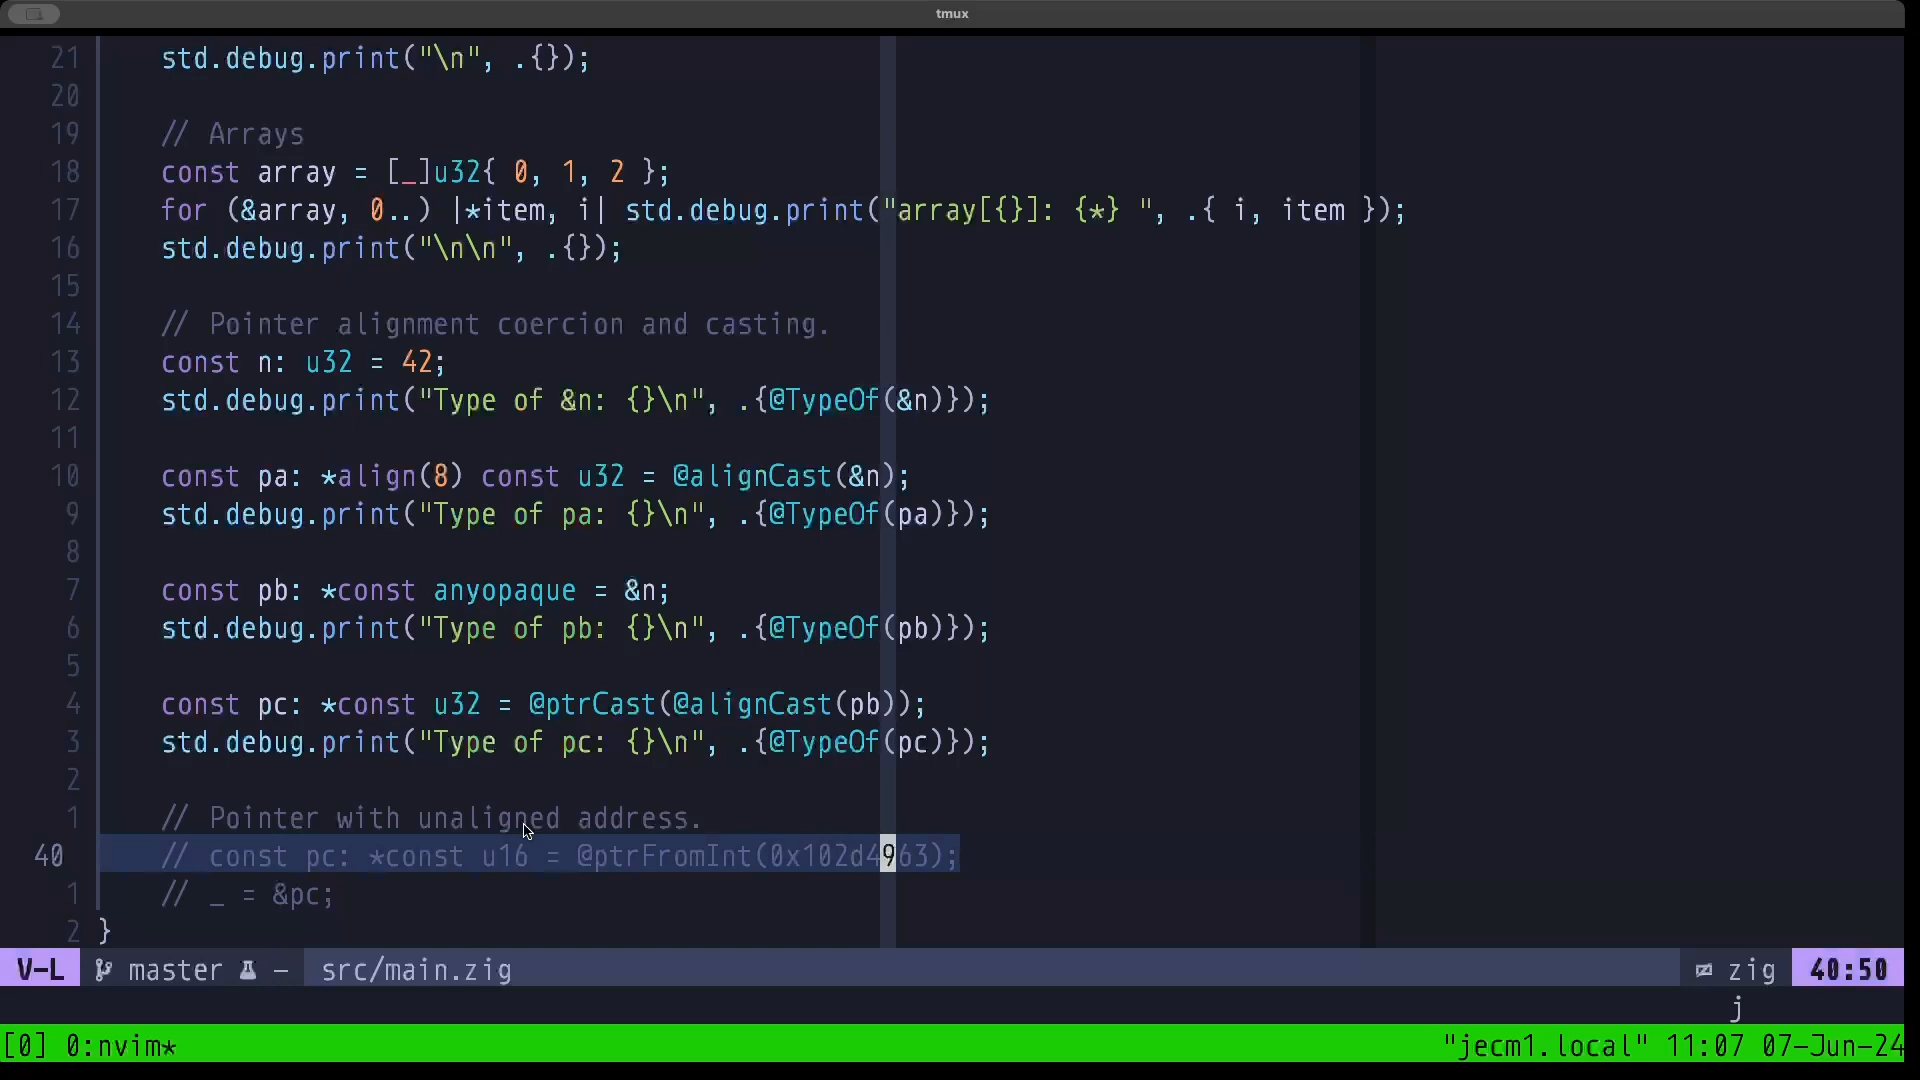 tmux
21 std.debug.print("\n", .{});
20
19 // Arrays
18 const array = [_]u32{ 0, 1, 2 };
17 for (&array, 0..) |*item, i| std.debug.print("array[{}]: {*} ", .{ i, item });
16 std.debug.print("\n\n", .{});
15
14 // Pointer alignment coercion and casting.
13 const n: u32 = 42;
12 std.debug.print("Type of &n: {}\n", .{@TypeOf(&n)});
11
10 const pa: *align(8) const u32 = @alignCast(&n);
9 std.debug.print("Type of pa: {}\n", .{@TypeOf(pa)});
8
7 const pb: *const anyopaque = &n;
6 std.debug.print("Type of pb: {}\n", .{@TypeOf(pb)});
5
4 const pc: *const u32 = @ptrCast(@alignCast(pb));
3 std.debug.print("Type of pc: {}\n", .{@TypeOf(pc)});
2
1 // Pointer with unaligned address.
40 // const pc: *const u16 = @ptrFromInt(0x102d4963);
1 // _ = &pc;
2 }
V-L master – src/main.zig zig 40:50
j
[0] 0:nvim* "jecm1.local" 11:07 07-Jun-24